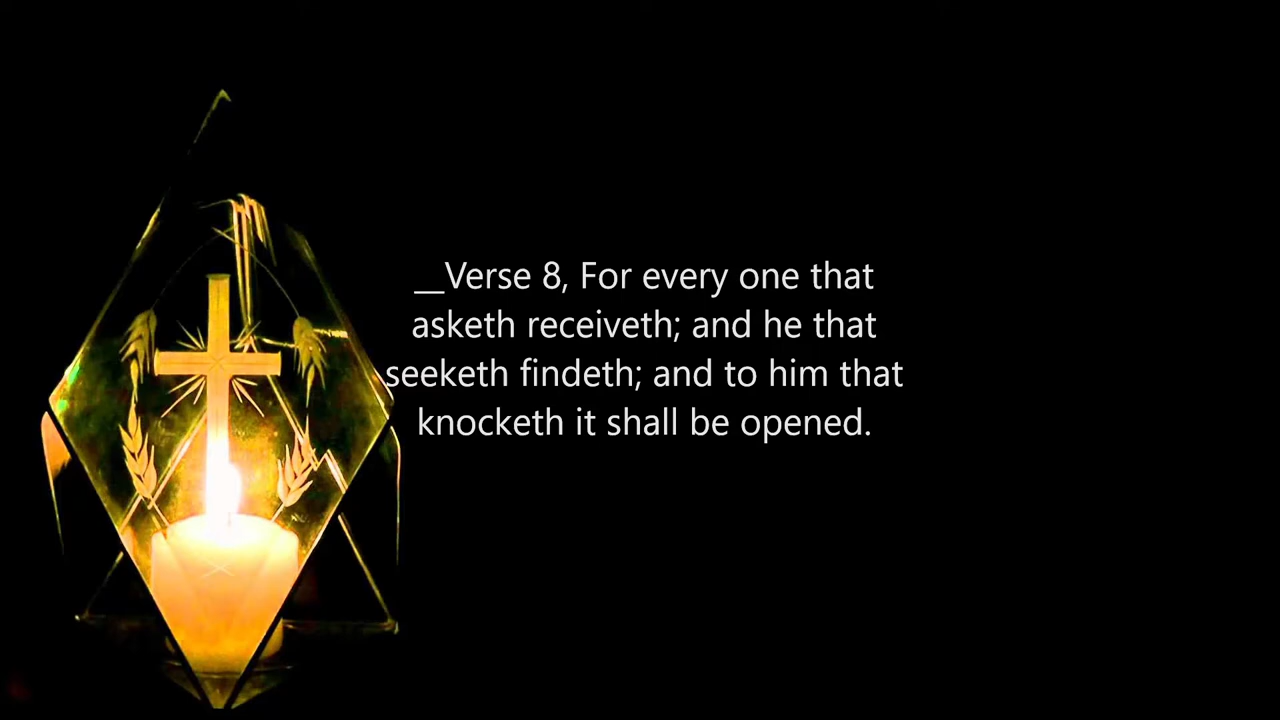 __Verse 8, For every one that
asketh receiveth; and he that
seeketh findeth; and to him that
knocketh it shall be opened.